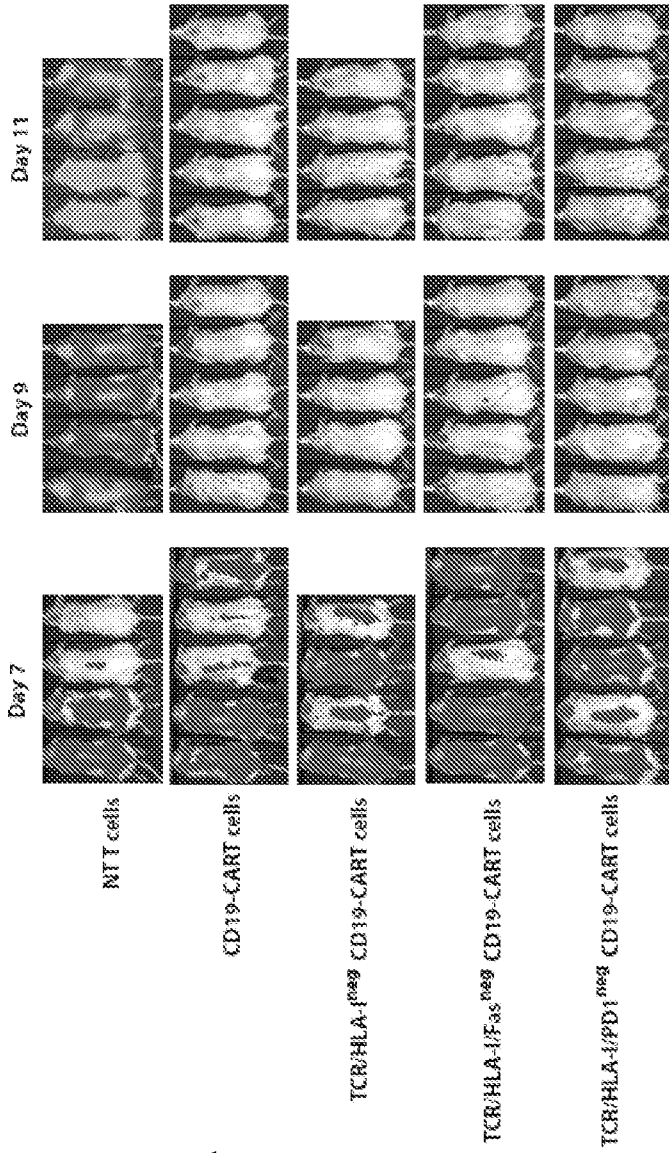 Day 7
Day 9
Day 11
NT T cells
CD19-CART cells
TCR/HLA-I^neg CD19-CART cells
TCR/HLA-I/Fas^neg CD19-CART cells
TCR/HLA-I/PD1^neg CD19-CART cells